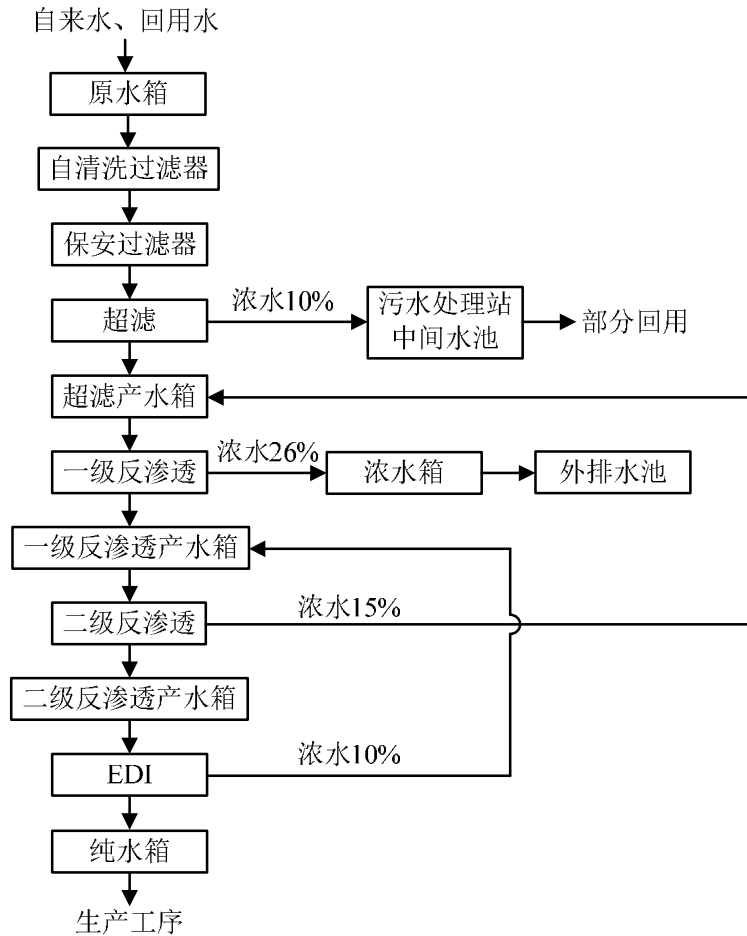 自来水、回用水
原水箱
自清洗过滤器
保安过滤器
超滤
浓水10%
污水处理站
中间水池
部分回用
超滤产水箱
一级反渗透
浓水26%
浓水箱
外排水池
一级反渗透产水箱
二级反渗透
浓水15%
二级反渗透产水箱
EDI
浓水10%
纯水箱
生产工序